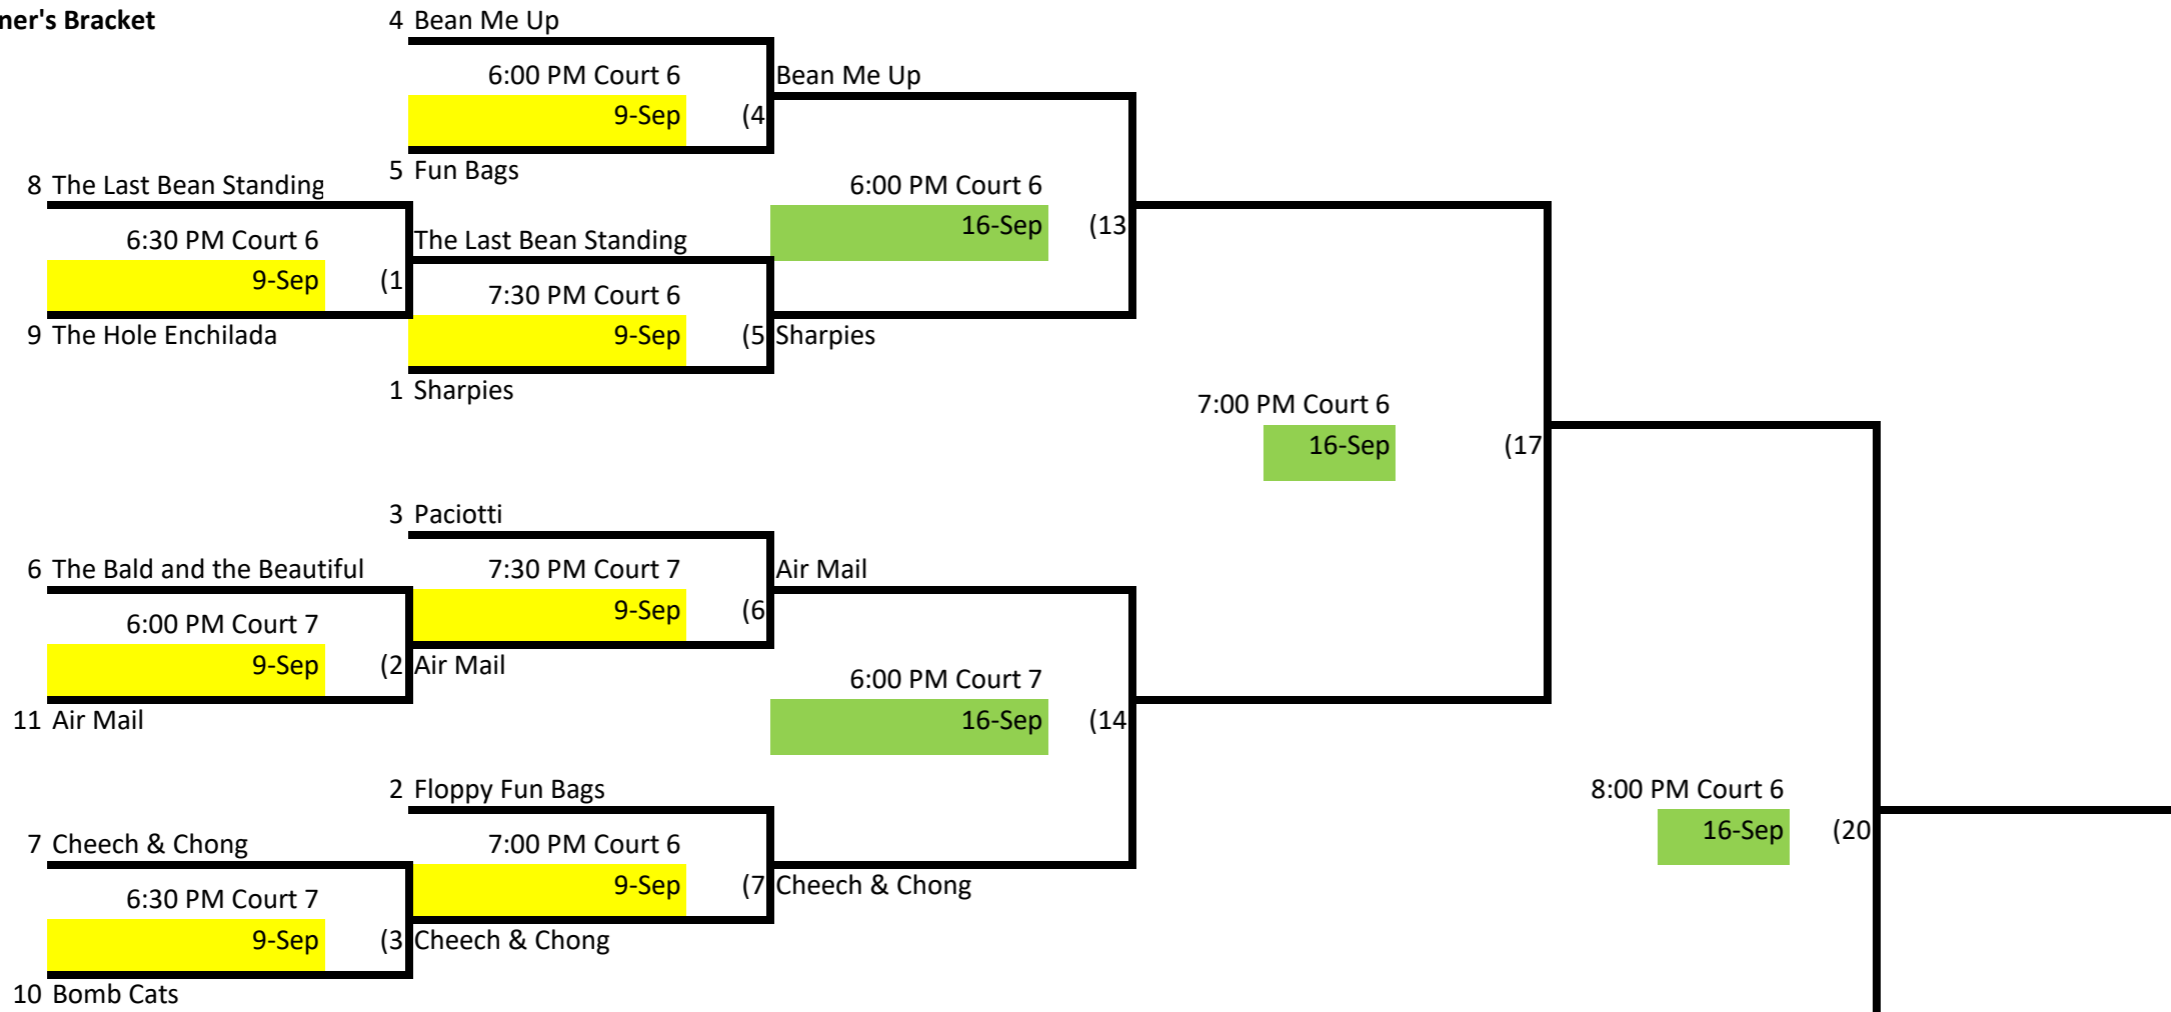 ner's Bracket
4 Bean Me Up
6:00 PM Court 6
Bean Me Up
9-Sep (4
5 Fun Bags
8 The Last Bean Standing
6:00 PM Court 6
16-Sep (13
6:30 PM Court 6
The Last Bean Standing
9-Sep (1
7:30 PM Court 6
9 The Hole Enchilada
9-Sep (5 Sharpies
1 Sharpies
7:00 PM Court 6
16-Sep (17
3 Paciotti
6 The Bald and the Beautiful
7:30 PM Court 7
Air Mail
6:00 PM Court 7
9-Sep (6
9-Sep (2 Air Mail
6:00 PM Court 7
11 Air Mail
16-Sep (14
2 Floppy Fun Bags
8:00 PM Court 6
7 Cheech & Chong
7:00 PM Court 6
16-Sep (20
6:30 PM Court 7
9-Sep (7 Cheech & Chong
9-Sep (3 Cheech & Chong
10 Bomb Cats